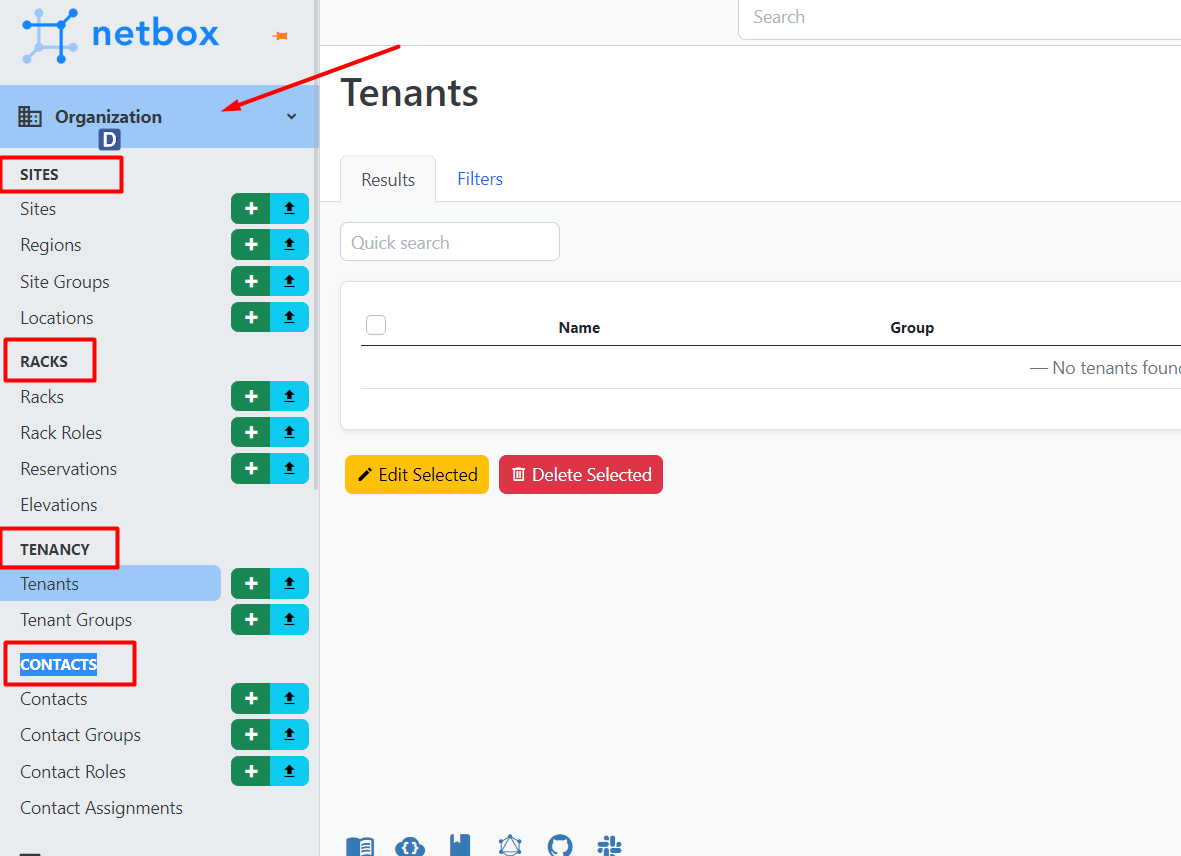 netbox
Search
Organization
D
Tenants
SITES
Results
Filters
Sites
Regions
Quick search
Site Groups
Locations
Name
Group
RACKS
— No tenants foun
Racks
Rack Roles
Reservations
Edit Selected
Delete Selected
Elevations
TENANCY
Tenants
Tenant Groups
CONTACTS
Contacts
Contact Groups
Contact Roles
Contact Assignments